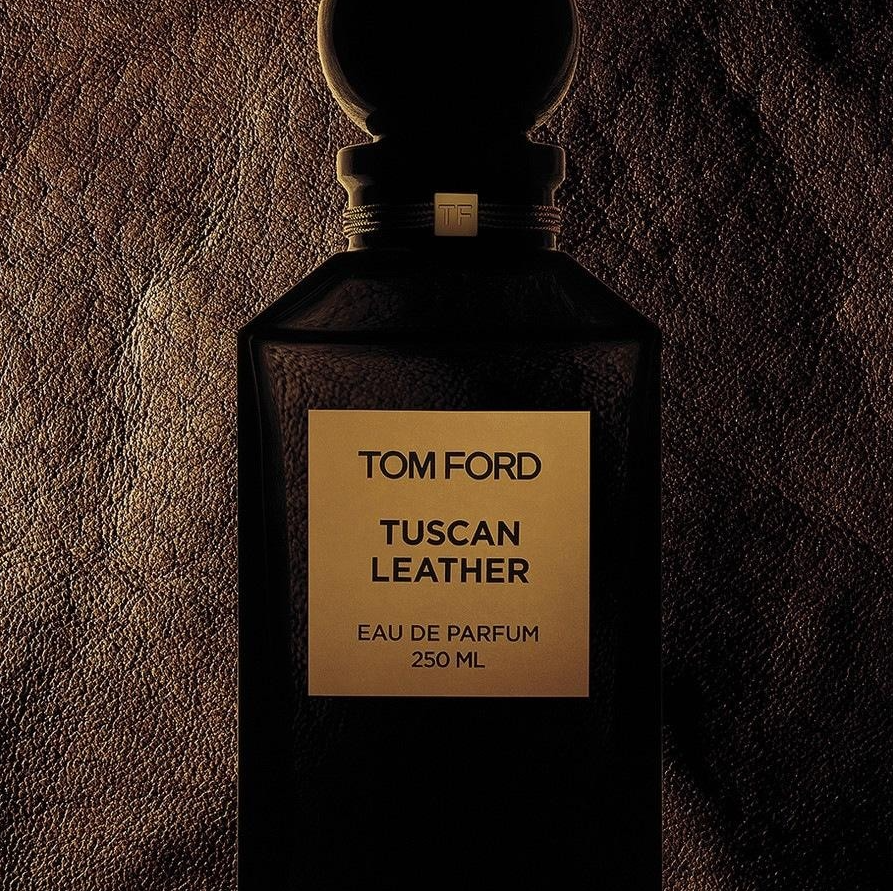 TF
TOM FORD
TUSCAN
LEATHER
EAU DE PARFUM
250 ML